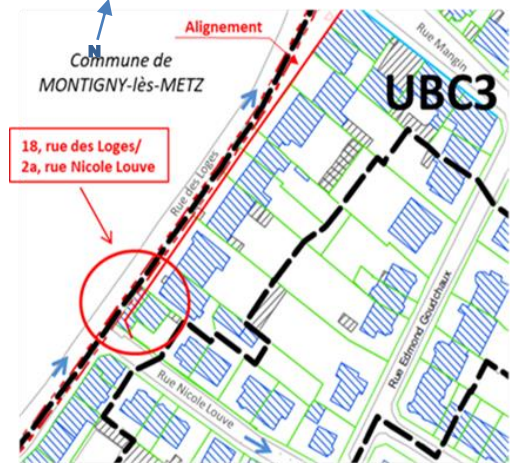 N
Alignement
Commune de
MONTIGNY-lès-METZ
Rue Mangin
UBC3
18, rue des Loges/
2a, rue Nicole Louve
Rue des Loges
Rue Edmond Goudchaux
Rue Nicole Louve